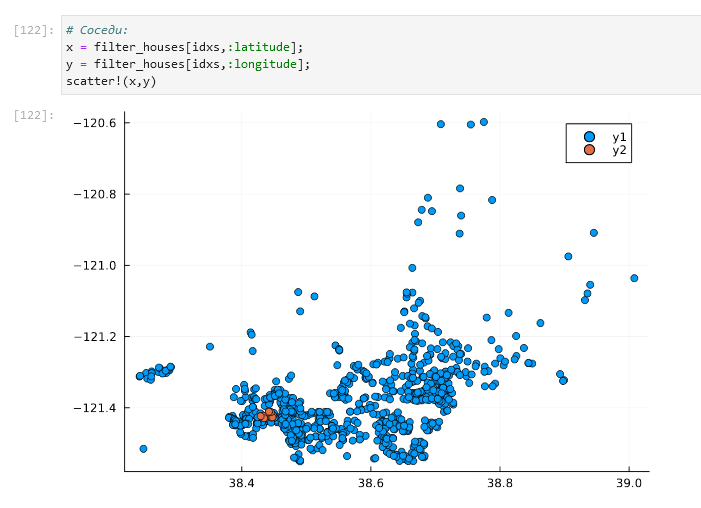 [122]: # Соседи:
x = filter_houses[idxs,:latitude];
y = filter_houses[idxs,:longitude];
scatter!(x,y)
[122]:
−120.6
y1
y2
−120.8
−121.0
−121.2
−121.4
38.4 38.6 38.8 39.0